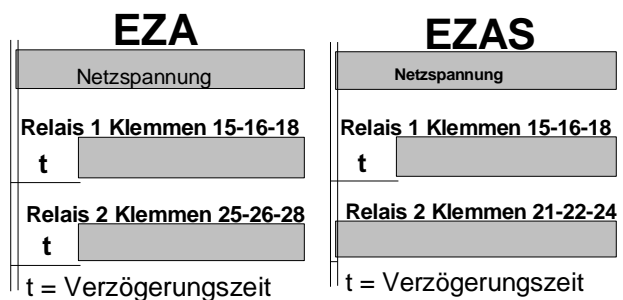 EZA
Netzspannung
Relais 1 Klemmen 15-16-18
t
Relais 2 Klemmen 25-26-28
t
t = Verzögerungszeit
EZAS
Netzspannung
Relais 1 Klemmen 15-16-18
t
Relais 2 Klemmen 21-22-24
t = Verzögerungszeit